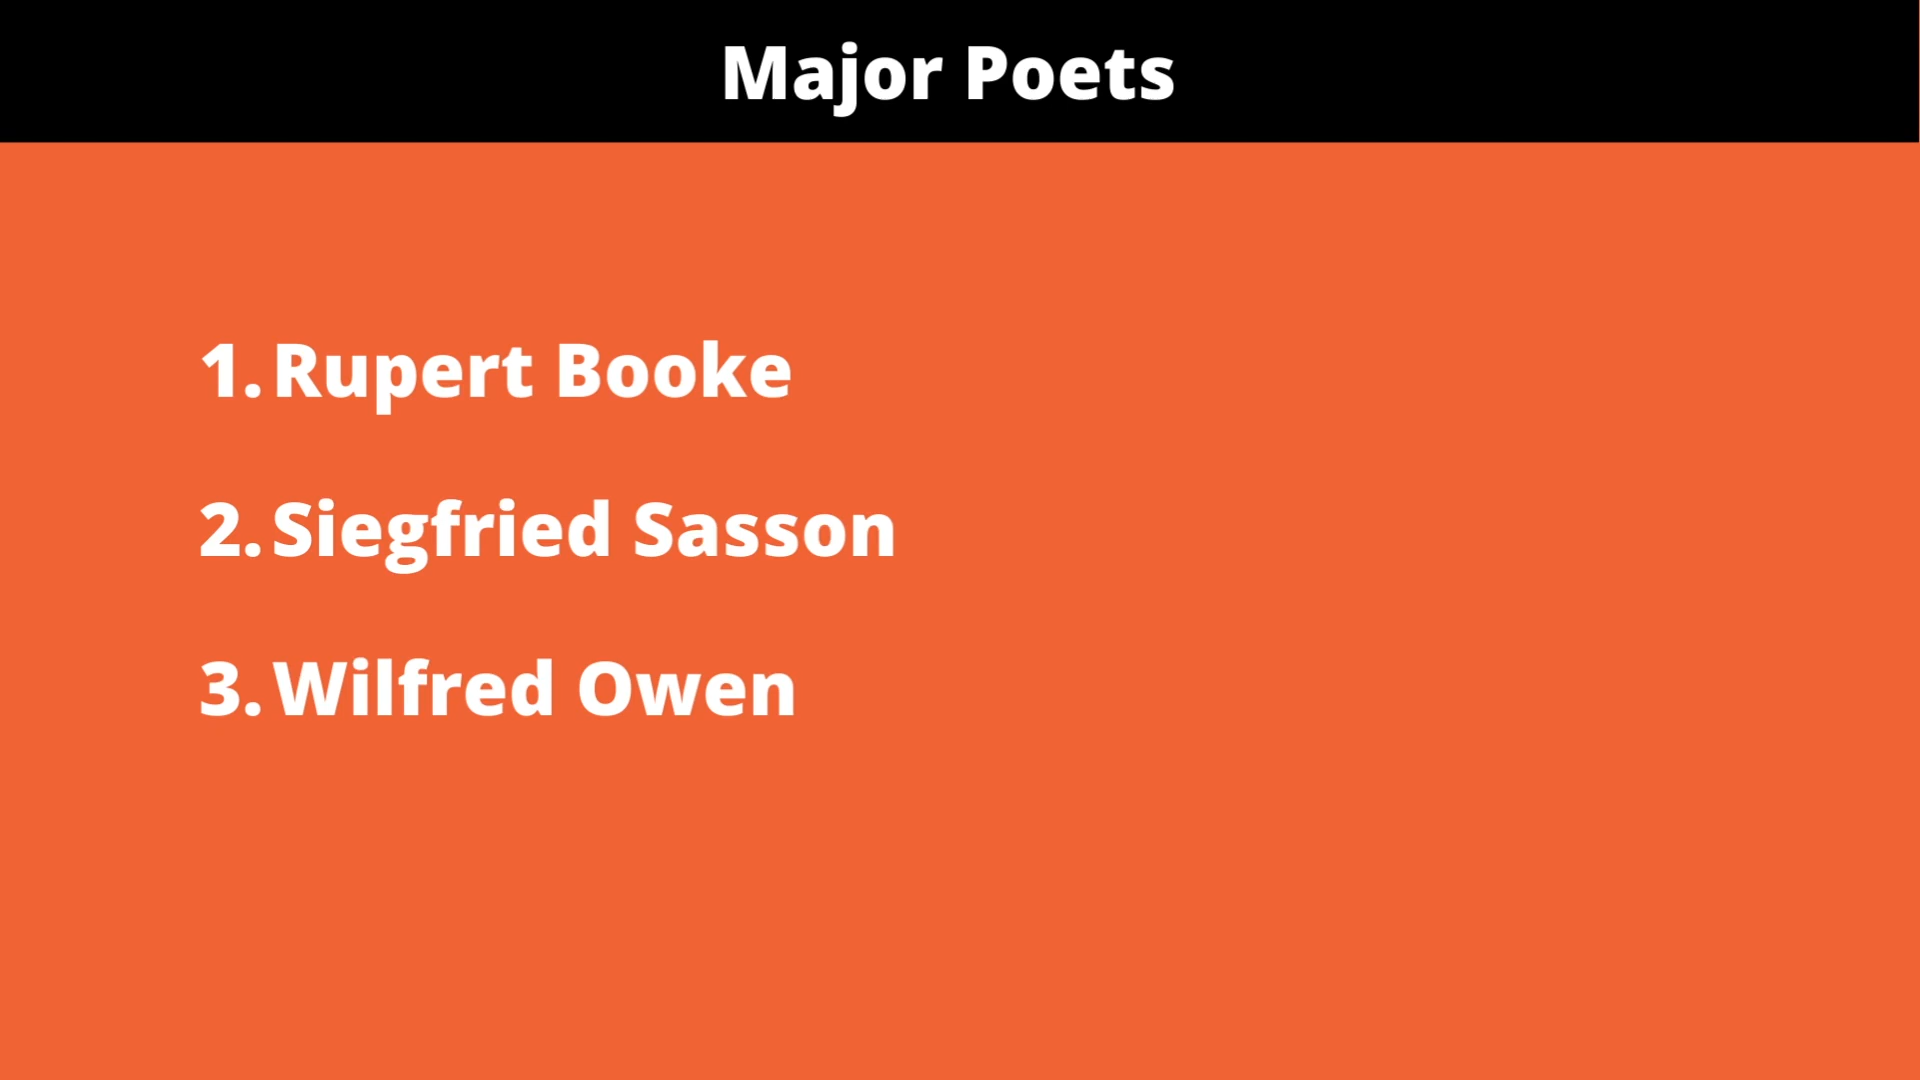 Major Poets
1. Rupert Booke
2. Siegfried Sasson
3. Wilfred Owen